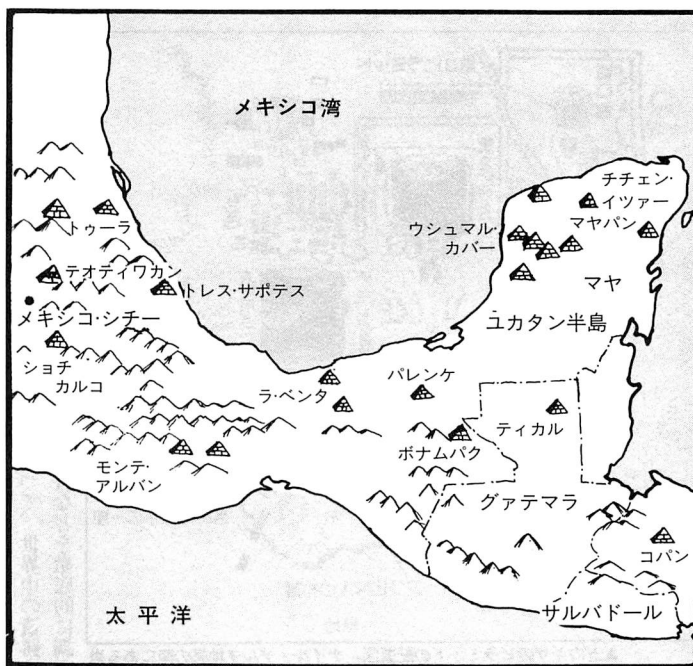 メキシコ湾
チチェン・
イツァー
トゥーラ
ウシュマル・
カバー
マヤパン
テオティワカン
トレス・サポテス
マヤ
メキシコ・シチー
ユカタン半島
ショチ
カルコ
パレンケ
ラ・ベンタ
ティカル
ボナムパク
モンテ・
アルバン
グァテマラ
コパン
太平洋
サルバドール